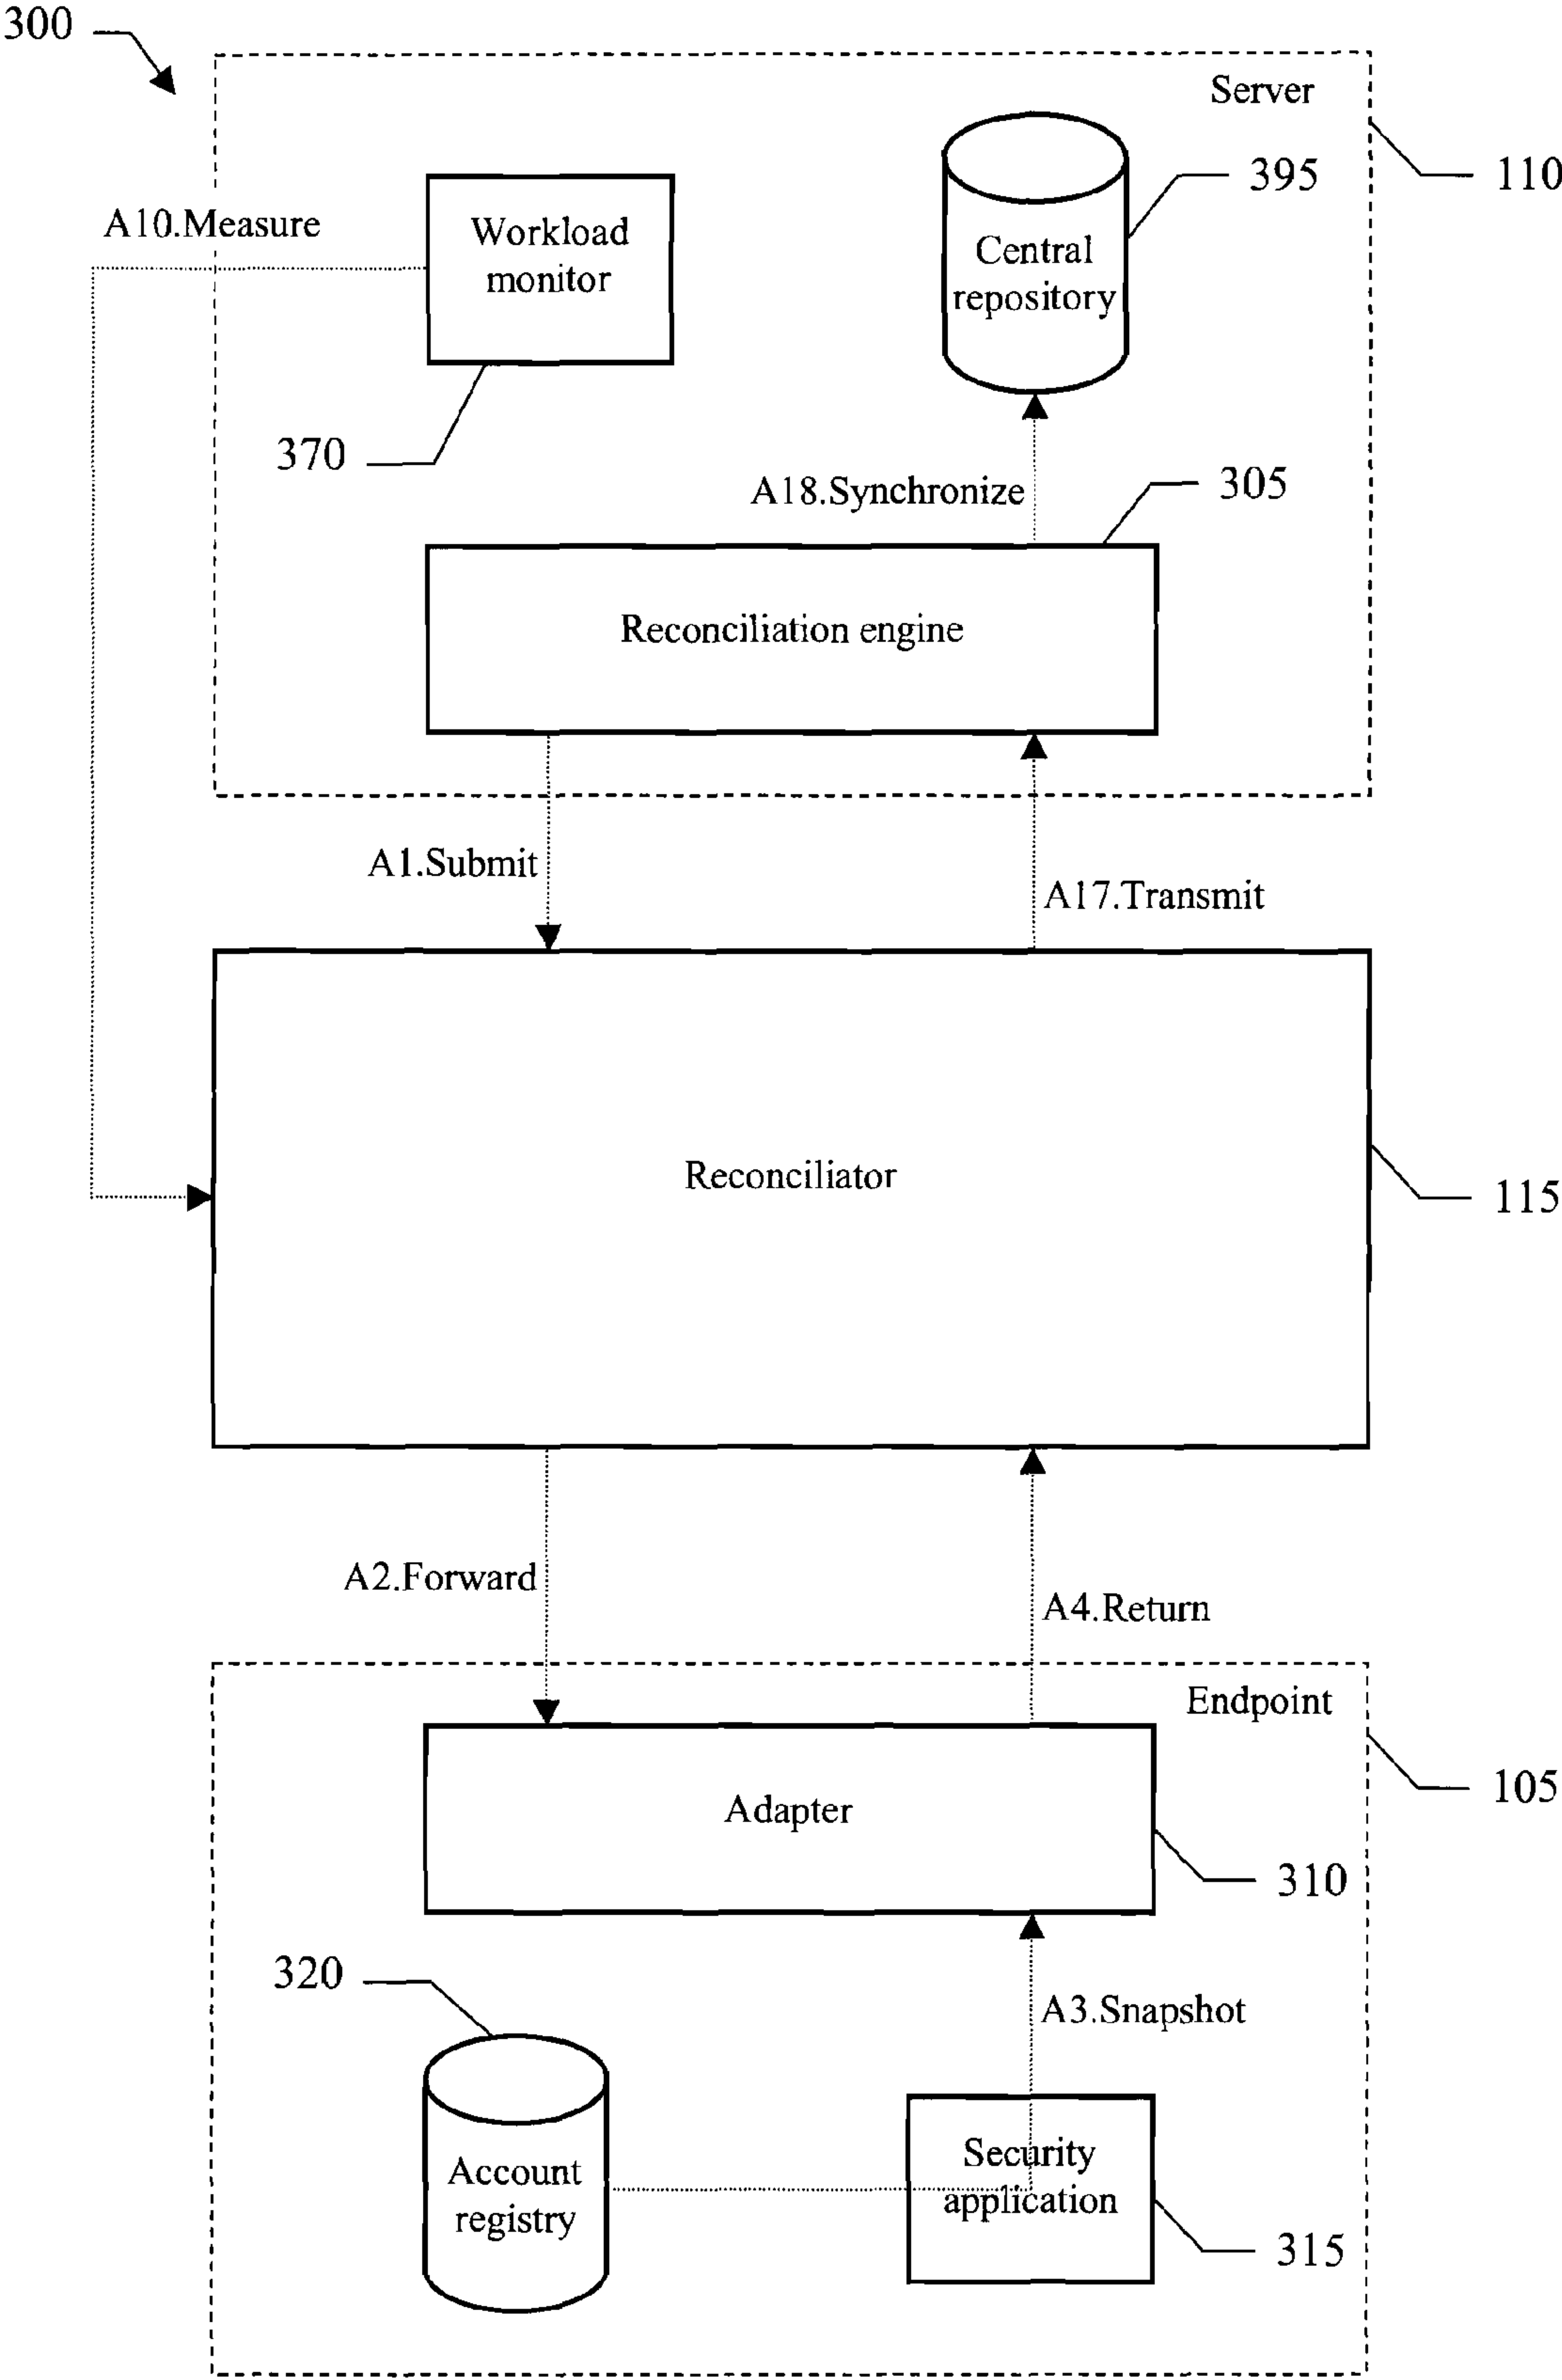 300
Server
110
395
A10.Measure
Workload
monitor
Central
repository
370
A18.Synchronize
305
Reconciliation engine
A1.Submit
A17.Transmit
Reconciliator
115
A2.Forward
A4.Return
Endpoint
105
Adapter
310
320
A3.Snapshot
Account
registry
Security
application
315